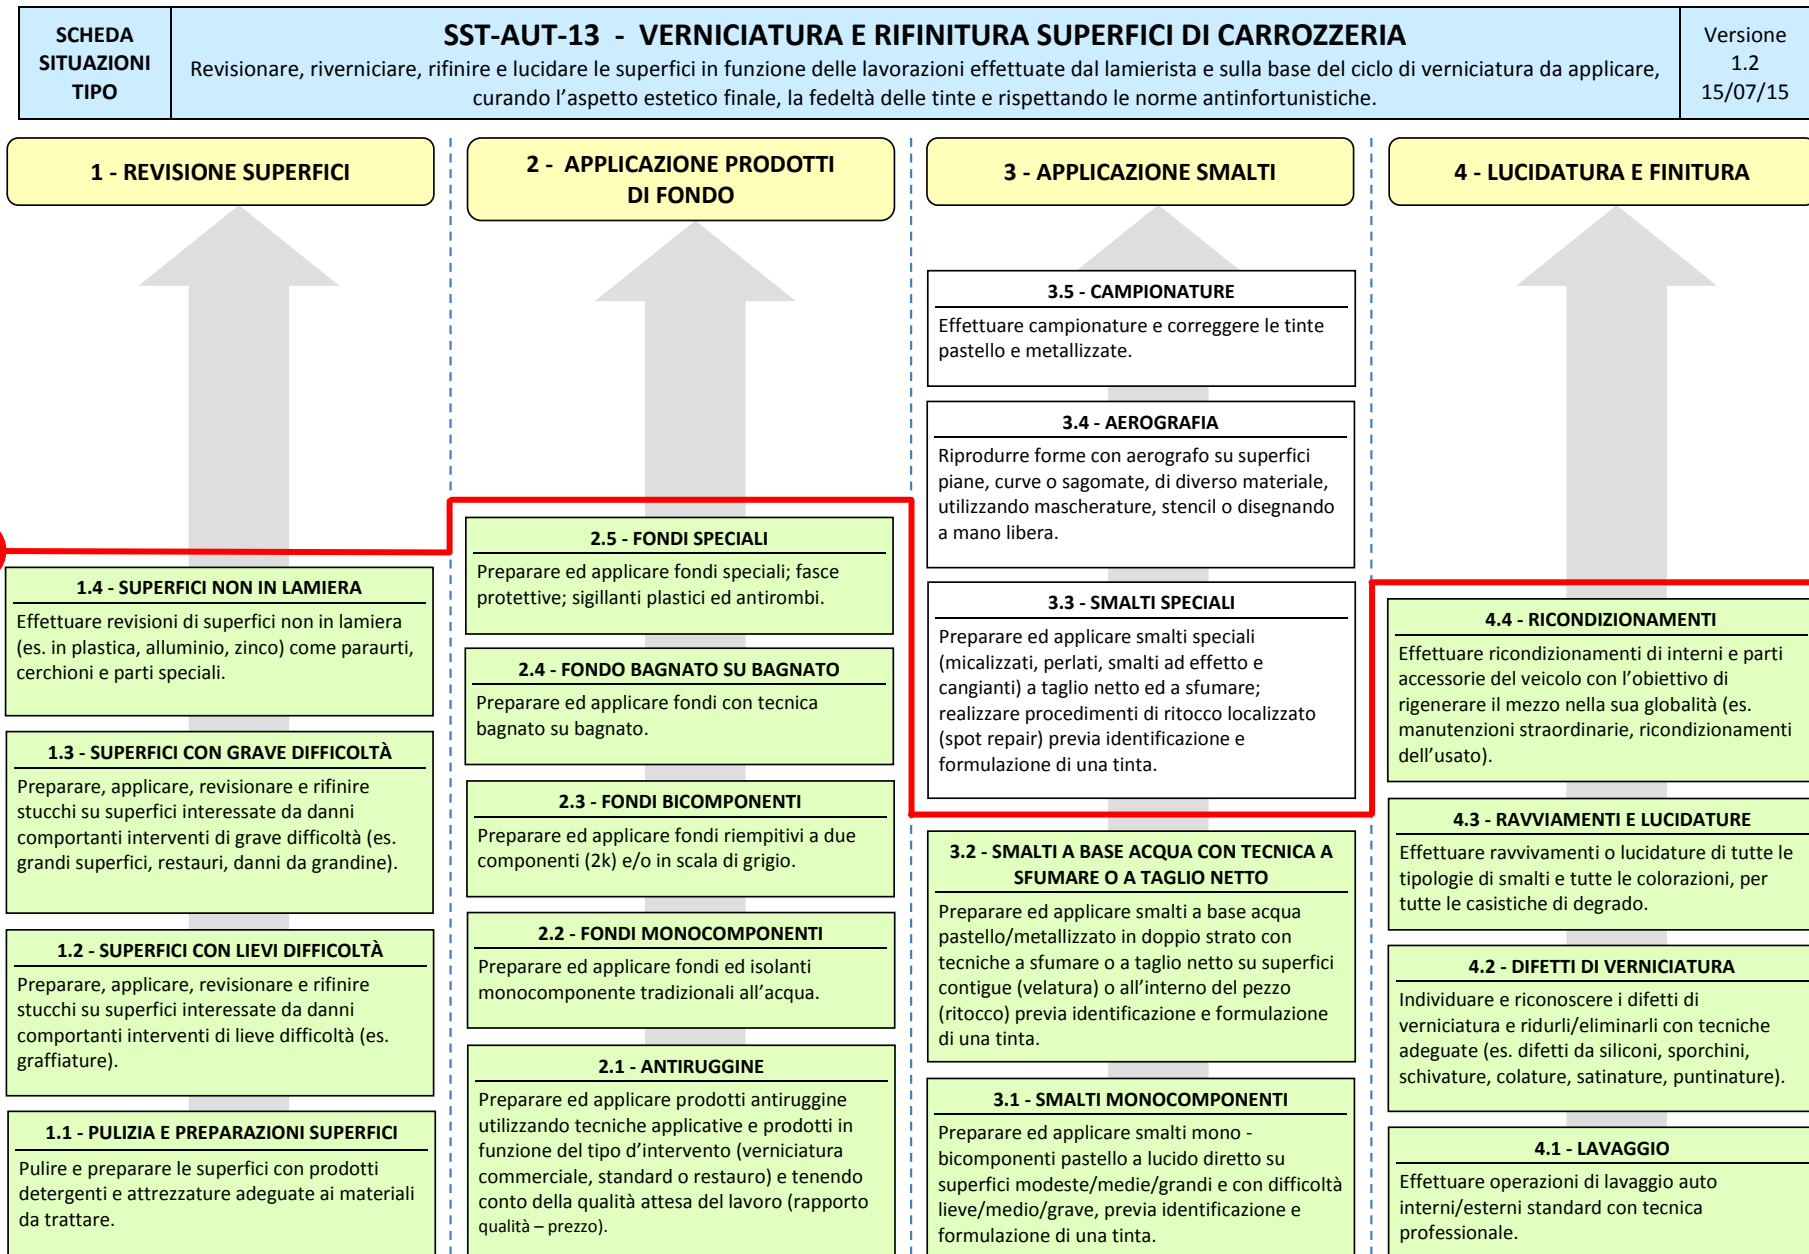 SCHEDA
SITUAZIONI
TIPO
SST-AUT-13 - VERNICIATURA E RIFINITURA SUPERFICI DI CARROZZERIA
Revisionare, riverniciare, rifinire e lucidare le superfici in funzione delle lavorazioni effettuate dal lamierista e sulla base del ciclo di verniciatura da applicare,
curando l’aspetto estetico finale, la fedeltà delle tinte e rispettando le norme antinfortunistiche.
Versione
1.2
15/07/15
1 - REVISIONE SUPERFICI
1.4 - SUPERFICI NON IN LAMIERA
Effettuare revisioni di superfici non in lamiera
(es. in plastica, alluminio, zinco) come paraurti,
cerchioni e parti speciali.
1.3 - SUPERFICI CON GRAVE DIFFICOLTÀ
Preparare, applicare, revisionare e rifinire
stucchi su superfici interessate da danni
comportanti interventi di grave difficoltà (es.
grandi superfici, restauri, danni da grandine).
1.2 - SUPERFICI CON LIEVI DIFFICOLTÀ
Preparare, applicare, revisionare e rifinire
stucchi su superfici interessate da danni
comportanti interventi di lieve difficoltà (es.
graffiature).
1.1 - PULIZIA E PREPARAZIONI SUPERFICI
Pulire e preparare le superfici con prodotti
detergenti e attrezzature adeguate ai materiali
da trattare.
2 - APPLICAZIONE PRODOTTI
DI FONDO
2.5 - FONDI SPECIALI
Preparare ed applicare fondi speciali; fasce
protettive; sigillanti plastici ed antirombi.
2.4 - FONDO BAGNATO SU BAGNATO
Preparare ed applicare fondi con tecnica
bagnato su bagnato.
2.3 - FONDI BICOMPONENTI
Preparare ed applicare fondi riempitivi a due
componenti (2k) e/o in scala di grigio.
2.2 - FONDI MONOCOMPONENTI
Preparare ed applicare fondi ed isolanti
monocomponente tradizionali all’acqua.
2.1 - ANTIRUGGINE
Preparare ed applicare prodotti antiruggine
utilizzando tecniche applicative e prodotti in
funzione del tipo d’intervento (verniciatura
commerciale, standard o restauro) e tenendo
conto della qualità attesa del lavoro (rapporto
qualità – prezzo).
3 - APPLICAZIONE SMALTI
3.5 - CAMPIONATURE
Effettuare campionature e correggere le tinte
pastello e metallizzate.
3.4 - AEROGRAFIA
Riprodurre forme con aerografo su superfici
piane, curve o sagomate, di diverso materiale,
utilizzando mascherature, stencil o disegnando
a mano libera.
3.3 - SMALTI SPECIALI
Preparare ed applicare smalti speciali
(micalizzati, perlati, smalti ad effetto e
cangianti) a taglio netto ed a sfumare;
realizzare procedimenti di ritocco localizzato
(spot repair) previa identificazione e
formulazione di una tinta.
3.2 - SMALTI A BASE ACQUA CON TECNICA A
SFUMARE O A TAGLIO NETTO
Preparare ed applicare smalti a base acqua
pastello/metallizzato in doppio strato con
tecniche a sfumare o a taglio netto su superfici
contigue (velatura) o all’interno del pezzo
(ritocco) previa identificazione e formulazione
di una tinta.
3.1 - SMALTI MONOCOMPONENTI
Preparare ed applicare smalti mono -
bicomponenti pastello a lucido diretto su
superfici modeste/medie/grandi e con difficoltà
lieve/medio/grave, previa identificazione e
formulazione di una tinta.
4 - LUCIDATURA E FINITURA
4.4 - RICONDIZIONAMENTI
Effettuare ricondizionamenti di interni e parti
accessorie del veicolo con l’obiettivo di
rigenerare il mezzo nella sua globalità (es.
manutenzioni straordinarie, ricondizionamenti
dell’usato).
4.3 - RAVVIAMENTI E LUCIDATURE
Effettuare ravvivamenti o lucidature di tutte le
tipologie di smalti e tutte le colorazioni, per
tutte le casistiche di degrado.
4.2 - DIFETTI DI VERNICIATURA
Individuare e riconoscere i difetti di
verniciatura e ridurli/eliminarli con tecniche
adeguate (es. difetti da siliconi, sporchini,
schivature, colature, satinature, puntinature).
4.1 - LAVAGGIO
Effettuare operazioni di lavaggio auto
interni/esterni standard con tecnica
professionale.